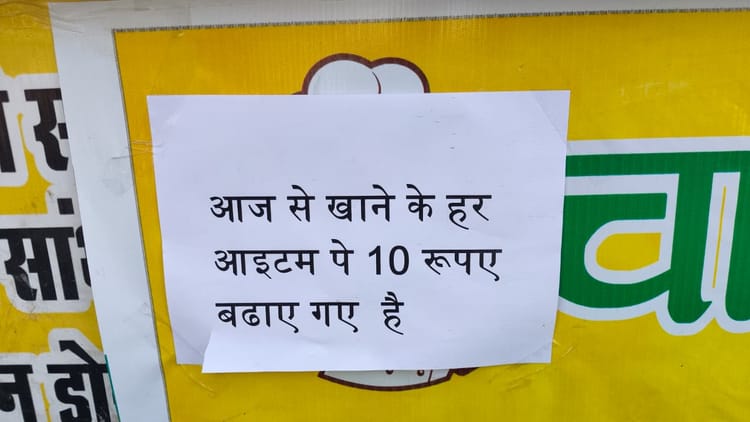 आज से खाने के हर
आइटम पे 10 रूपए
बढाए गए है